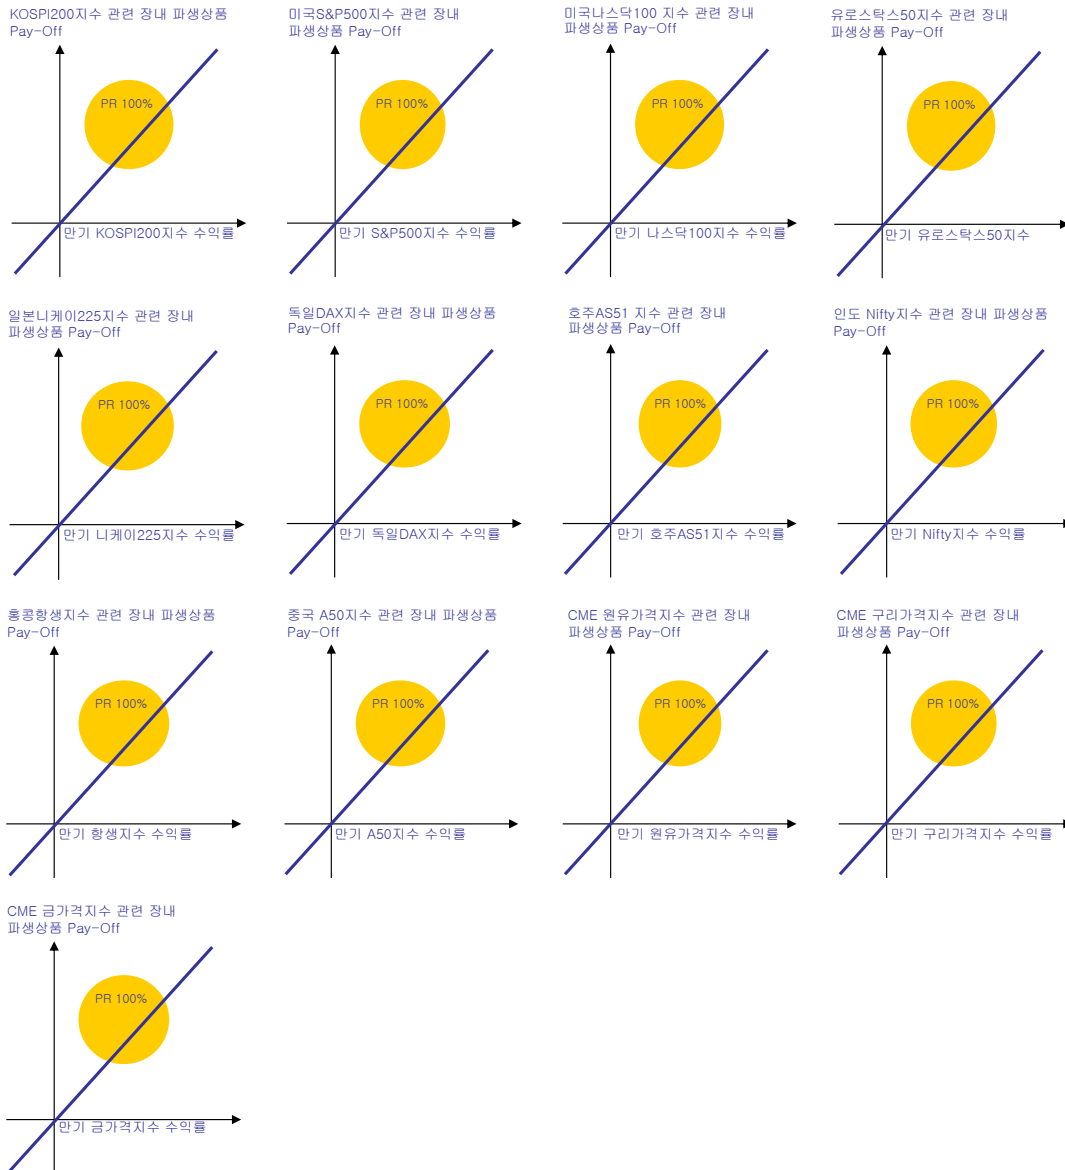 KOSPI200지수 관련 장내 파생상품
Pay-Off
PR 100%
만기 KOSPI200지수 수익률
미국S&P500지수 관련 장내
파생상품 Pay-Off
PR 100%
만기 S&P500지수 수익률
미국나스닥100 지수 관련 장내
파생상품 Pay-Off
PR 100%
만기 나스닥100지수 수익률
유로스탁스50지수 관련 장내
파생상품 Pay-Off
PR 100%
만기 유로스탁스50지수
일본니케이225지수 관련 장내
파생상품 Pay-Off
PR 100%
만기 니케이225지수 수익률
독일DAX지수 관련 장내 파생상품
Pay-Off
PR 100%
만기 독일DAX지수 수익률
호주AS51 지수 관련 장내
파생상품 Pay-Off
PR 100%
만기 호주AS51지수 수익률
인도 Nifty지수 관련 장내 파생상품
Pay-Off
PR 100%
만기 Nifty지수 수익률
홍콩항생지수 관련 장내 파생상품
Pay-Off
PR 100%
만기 항생지수 수익률
중국 A50지수 관련 장내 파생상품
Pay-Off
PR 100%
만기 A50지수 수익률
CME 원유가격지수 관련 장내
파생상품 Pay-Off
PR 100%
만기 원유가격지수 수익률
CME 구리가격지수 관련 장내
파생상품 Pay-Off
PR 100%
만기 구리가격지수 수익률
CME 금가격지수 관련 장내
파생상품 Pay-Off
PR 100%
만기 금가격지수 수익률